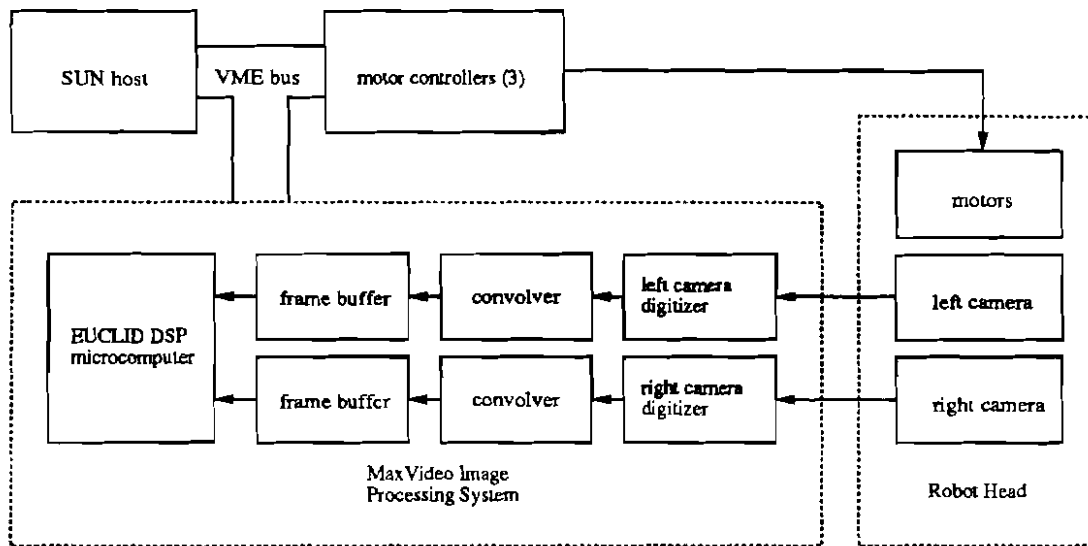 SUN host
VME bus
motor controllers (3)
motors
EUCLID DSP
microcomputer
frame buffer
convolver
left camera
digitizer
left camera
frame buffer
convolver
right camera
digitizer
right camera
MaxVideo Image
Processing System
Robot Head